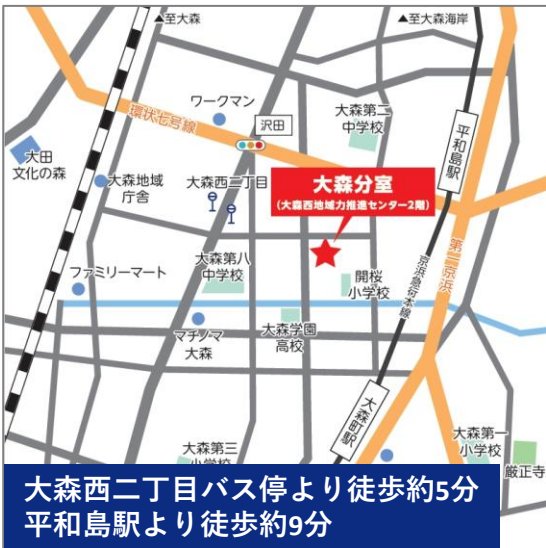 ▲至大森
▲至大森海岸
ワークマン
環状七号線
沢田
大森第二
中学校
平和島駅
大田
文化の森
大森地域
庁舎
大森西二丁目
大森分室
(大森西地域力推進センター2階)
第一京浜
大森第八
中学校
ファミリーマート
開桜
小学校
京浜急行本線
マチノマ
大森
大森学園
高校
大森町駅
大森第三
小学校
大森第一
小学校
厳正寺
大森西二丁目バス停より徒歩約5分
平和島駅より徒歩約9分